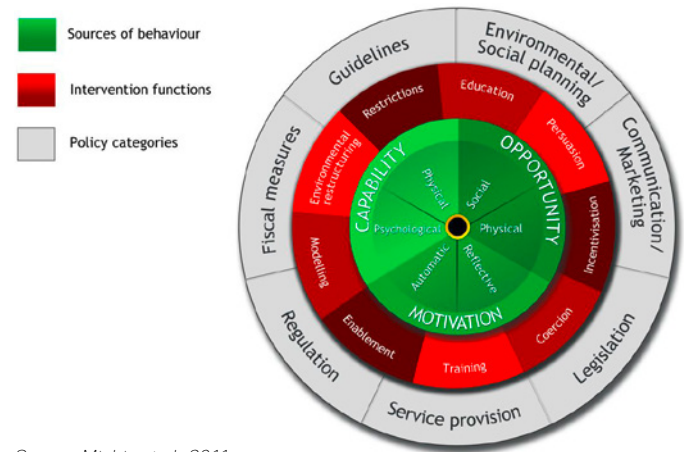 Sources of behaviour
Intervention functions
Policy categories
Guidelines
Environmental/
Social planning
Communication/
Marketing
Legislation
Service provision
Regulation
Fiscal measures
Restrictions
Education
Persuasion
Incentivisation
Coercion
Training
Enablement
Modelling
Environmental
restructuring
CAPABILITY
OPPORTUNITY
MOTIVATION
Physical
Social
Psychological
Physical
Automatic
Reflective